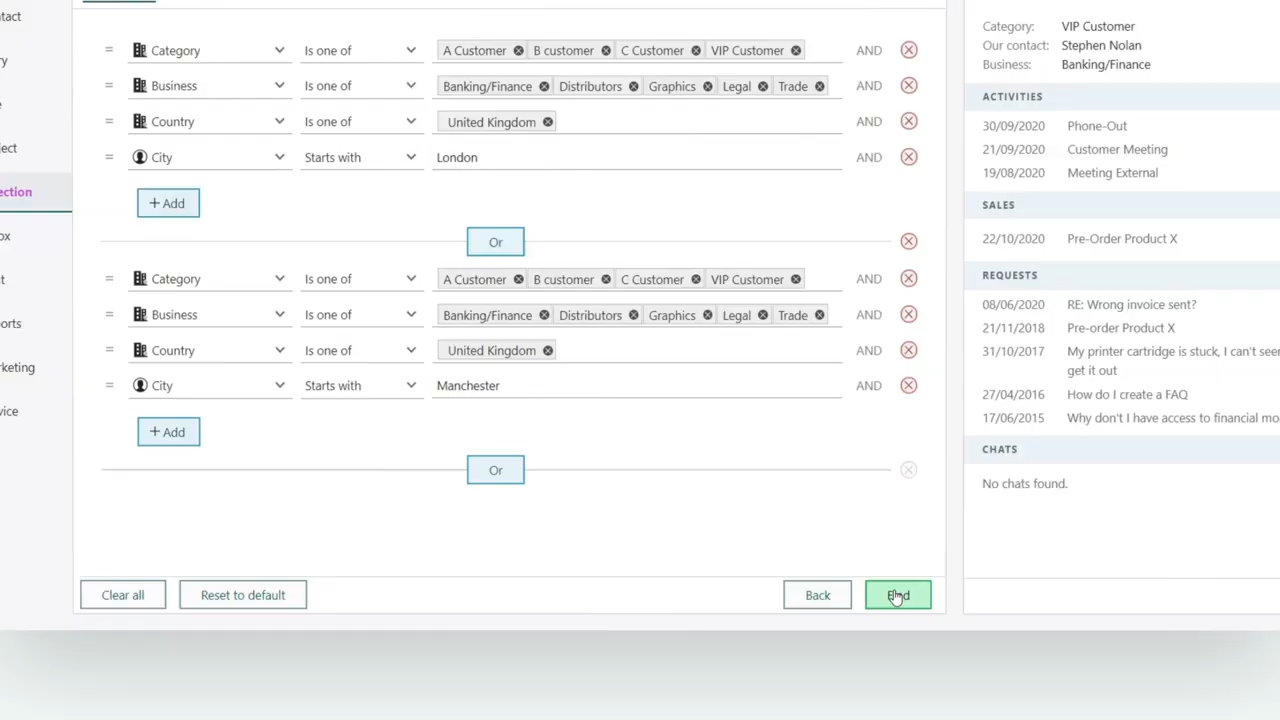 ntact
ry
e
ject
ection
ox
t
orts
rketing
vice
= Category Is one of A Customer B customer C Customer VIP Customer AND
= Business Is one of Banking/Finance Distributors Graphics Legal Trade AND
= Country Is one of United Kingdom AND
= City Starts with London AND
+ Add
Or
= Category Is one of A Customer B customer C Customer VIP Customer AND
= Business Is one of Banking/Finance Distributors Graphics Legal Trade AND
= Country Is one of United Kingdom AND
= City Starts with Manchester AND
+ Add
Or
Clear all Reset to default Back
Category: VIP Customer
Our contact: Stephen Nolan
Business: Banking/Finance
ACTIVITIES
30/09/2020 Phone-Out
21/09/2020 Customer Meeting
19/08/2020 Meeting External
SALES
22/10/2020 Pre-Order Product X
REQUESTS
08/06/2020 RE: Wrong invoice sent?
21/11/2018 Pre-order Product X
31/10/2017 My printer cartridge is stuck, I can't seem
get it out
27/04/2016 How do I create a FAQ
17/06/2015 Why don't I have access to financial mo
CHATS
No chats found.